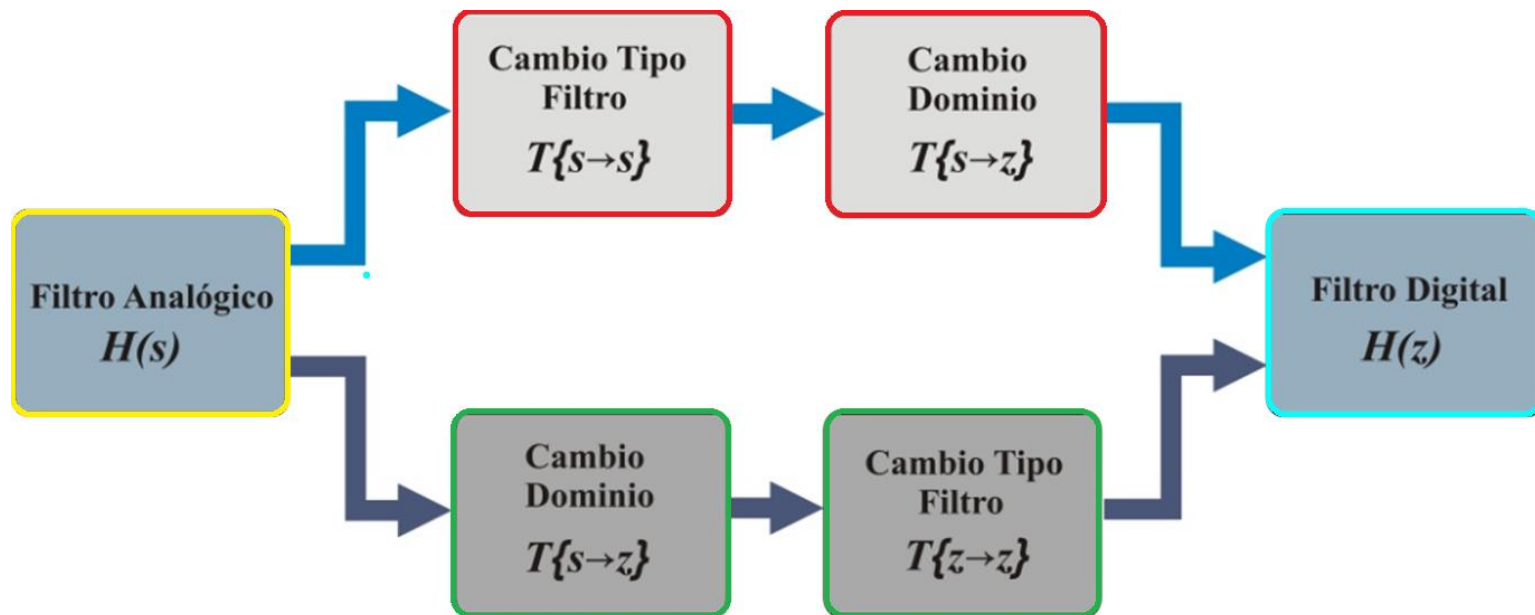 Cambio Tipo
Filtro
T{s→s}
Cambio
Dominio
T{s→z}
Filtro Analógico
H(s)
Filtro Digital
H(z)
Cambio
Dominio
T{s→z}
Cambio Tipo
Filtro
T{z→z}